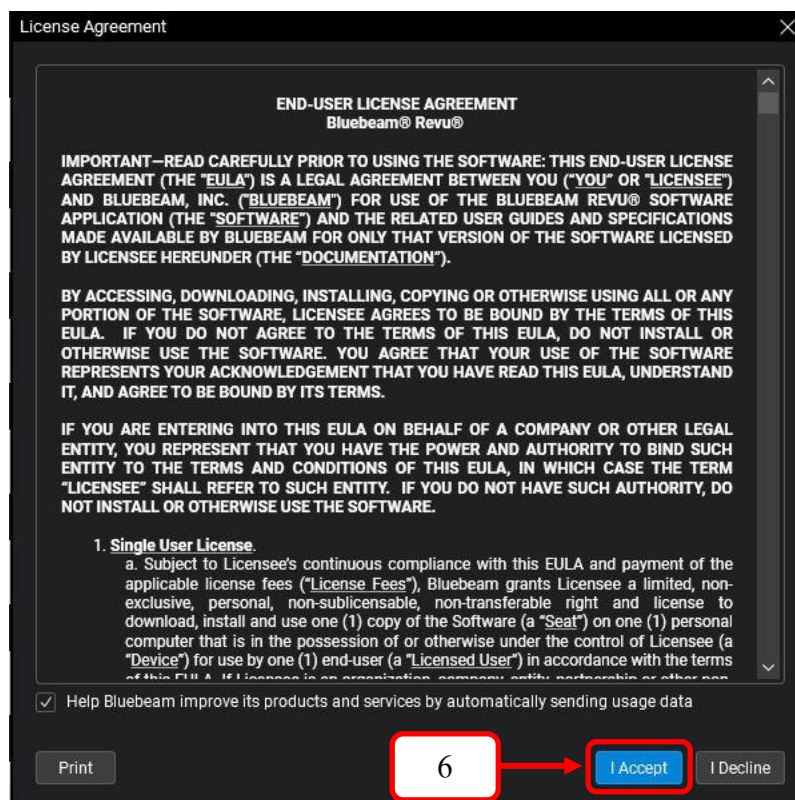 License Agreement
END-USER LICENSE AGREEMENT
Bluebeam® Revu®
IMPORTANT—READ CAREFULLY PRIOR TO USING THE SOFTWARE: THIS END-USER LICENSE
AGREEMENT (THE "EULA") IS A LEGAL AGREEMENT BETWEEN YOU ("YOU" OR "LICENSEE")
AND BLUEBEAM, INC. ("BLUEBEAM") FOR USE OF THE BLUEBEAM REVU® SOFTWARE
APPLICATION (THE "SOFTWARE") AND THE RELATED USER GUIDES AND SPECIFICATIONS
MADE AVAILABLE BY BLUEBEAM FOR ONLY THAT VERSION OF THE SOFTWARE LICENSED
BY LICENSEE HEREUNDER (THE "DOCUMENTATION").
BY ACCESSING, DOWNLOADING, INSTALLING, COPYING OR OTHERWISE USING ALL OR ANY
PORTION OF THE SOFTWARE, LICENSEE AGREES TO BE BOUND BY THE TERMS OF THIS
EULA. IF YOU DO NOT AGREE TO THE TERMS OF THIS EULA, DO NOT INSTALL OR
OTHERWISE USE THE SOFTWARE. YOU AGREE THAT YOUR USE OF THE SOFTWARE
REPRESENTS YOUR ACKNOWLEDGEMENT THAT YOU HAVE READ THIS EULA, UNDERSTAND
IT, AND AGREE TO BE BOUND BY ITS TERMS.
IF YOU ARE ENTERING INTO THIS EULA ON BEHALF OF A COMPANY OR OTHER LEGAL
ENTITY, YOU REPRESENT THAT YOU HAVE THE POWER AND AUTHORITY TO BIND SUCH
ENTITY TO THE TERMS AND CONDITIONS OF THIS EULA, IN WHICH CASE THE TERM
"LICENSEE" SHALL REFER TO SUCH ENTITY. IF YOU DO NOT HAVE SUCH AUTHORITY, DO
NOT INSTALL OR OTHERWISE USE THE SOFTWARE.
1. Single User License.
a. Subject to Licensee's continuous compliance with this EULA and payment of the
applicable license fees ("License Fees"), Bluebeam grants Licensee a limited, non-
exclusive, personal, non-sublicensable, non-transferable right and license to
download, install and use one (1) copy of the Software (a "Seat") on one (1) personal
computer that is in the possession of or otherwise under the control of Licensee (a
"Device") for use by one (1) end-user (a "Licensed User") in accordance with the terms
of this EULA. If Licensee is an organization, company, entity, partnership or other non-
Help Bluebeam improve its products and services by automatically sending usage data
Print
6
I Accept
I Decline